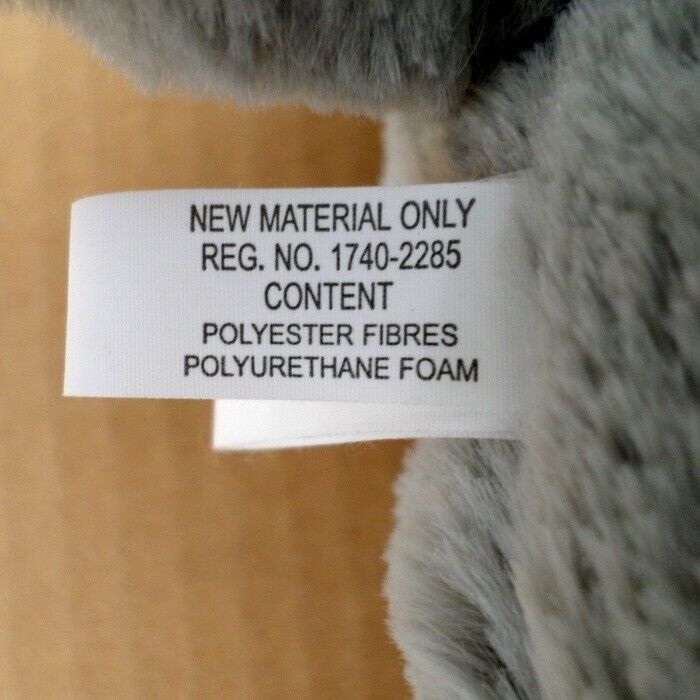 NEW MATERIAL ONLY
REG. NO. 1740-2285
CONTENT
POLYESTER FIBRES
POLYURETHANE FOAM